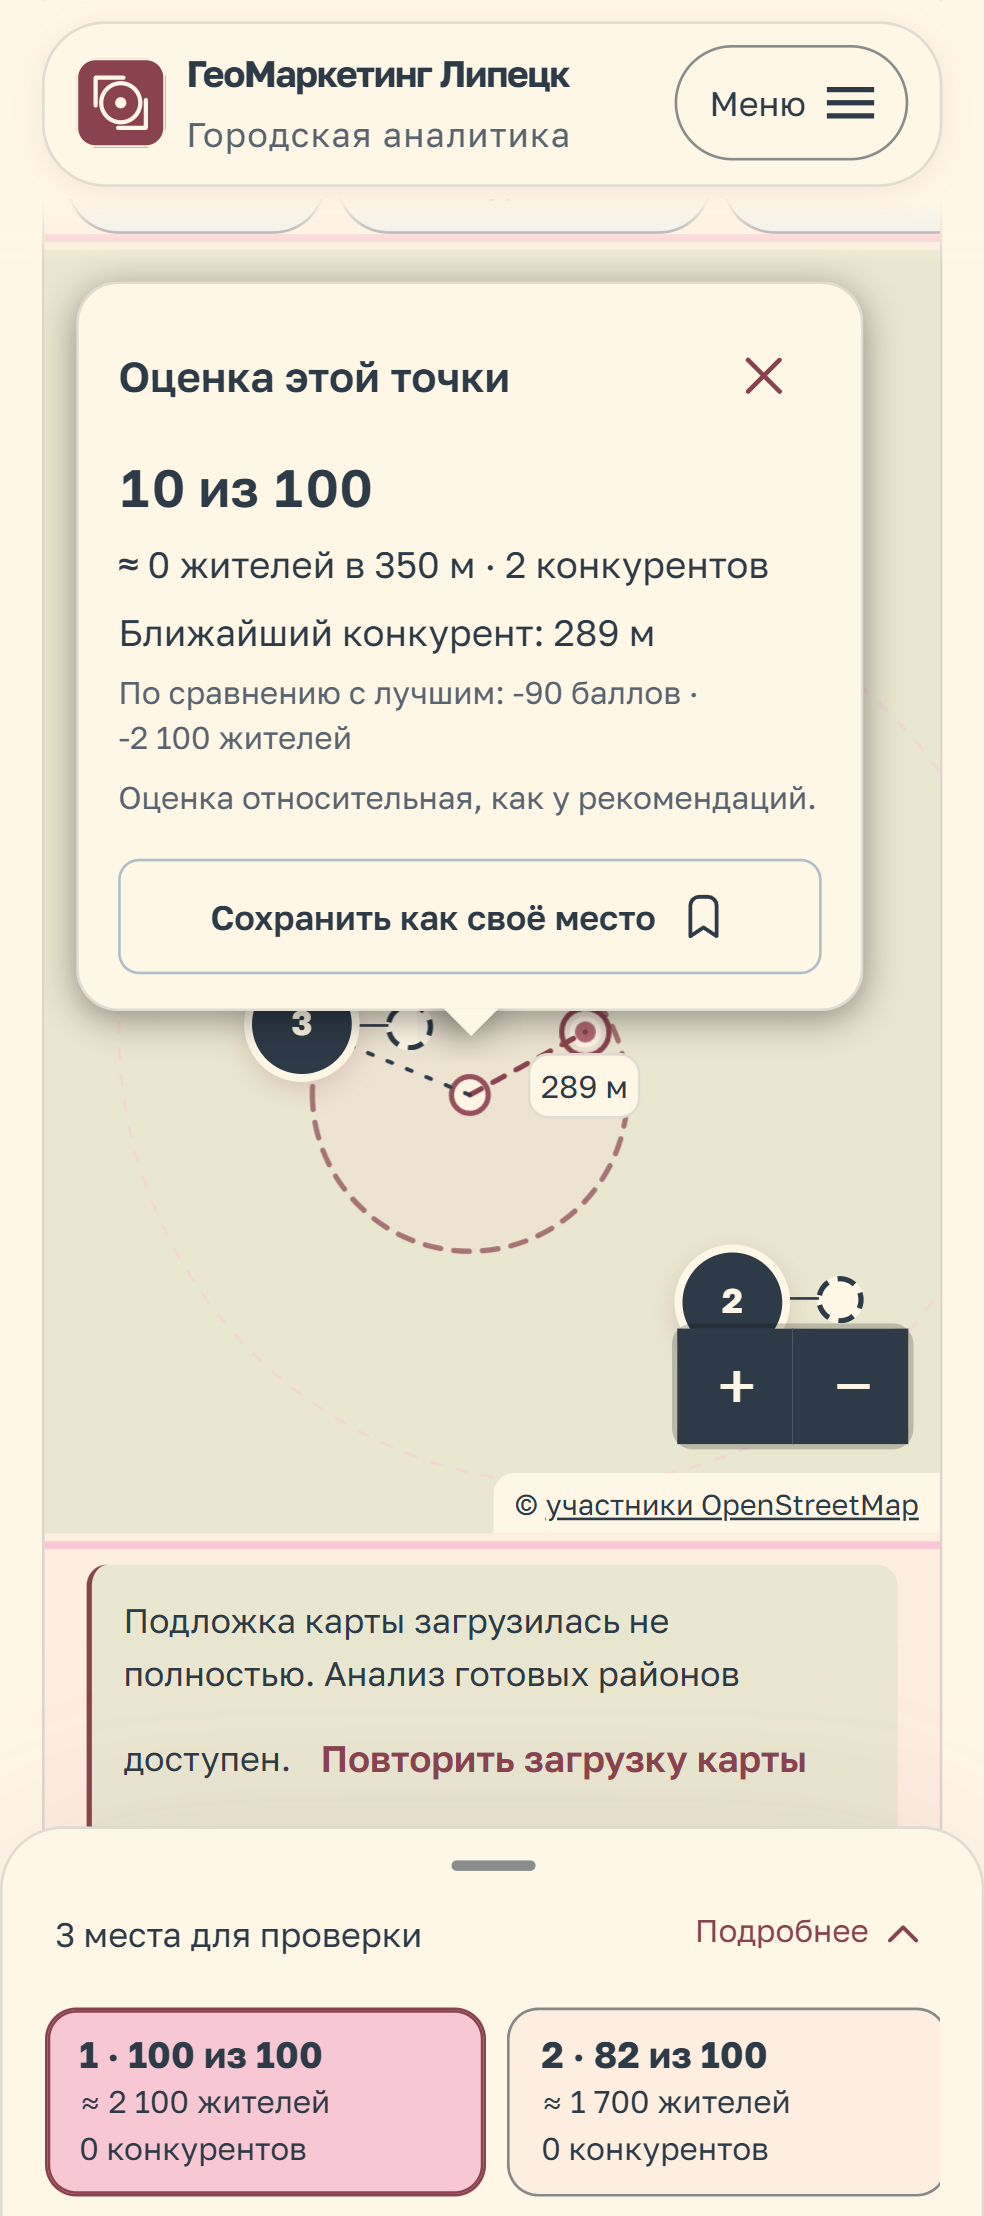 ГеоМаркетинг Липецк
Городская аналитика
Меню
Оценка этой точки
10 из 100
≈ 0 жителей в 350 м · 2 конкурентов
Ближайший конкурент: 289 м
По сравнению с лучшим: -90 баллов ·
-2 100 жителей
Оценка относительная, как у рекомендаций.
Сохранить как своё место
3
289 м
2
+ −
© участники OpenStreetMap
Подложка карты загрузилась не
полностью. Анализ готовых районов
доступен. Повторить загрузку карты
3 места для проверки
Подробнее
1 · 100 из 100
≈ 2 100 жителей
0 конкурентов
2 · 82 из 100
≈ 1 700 жителей
0 конкурентов